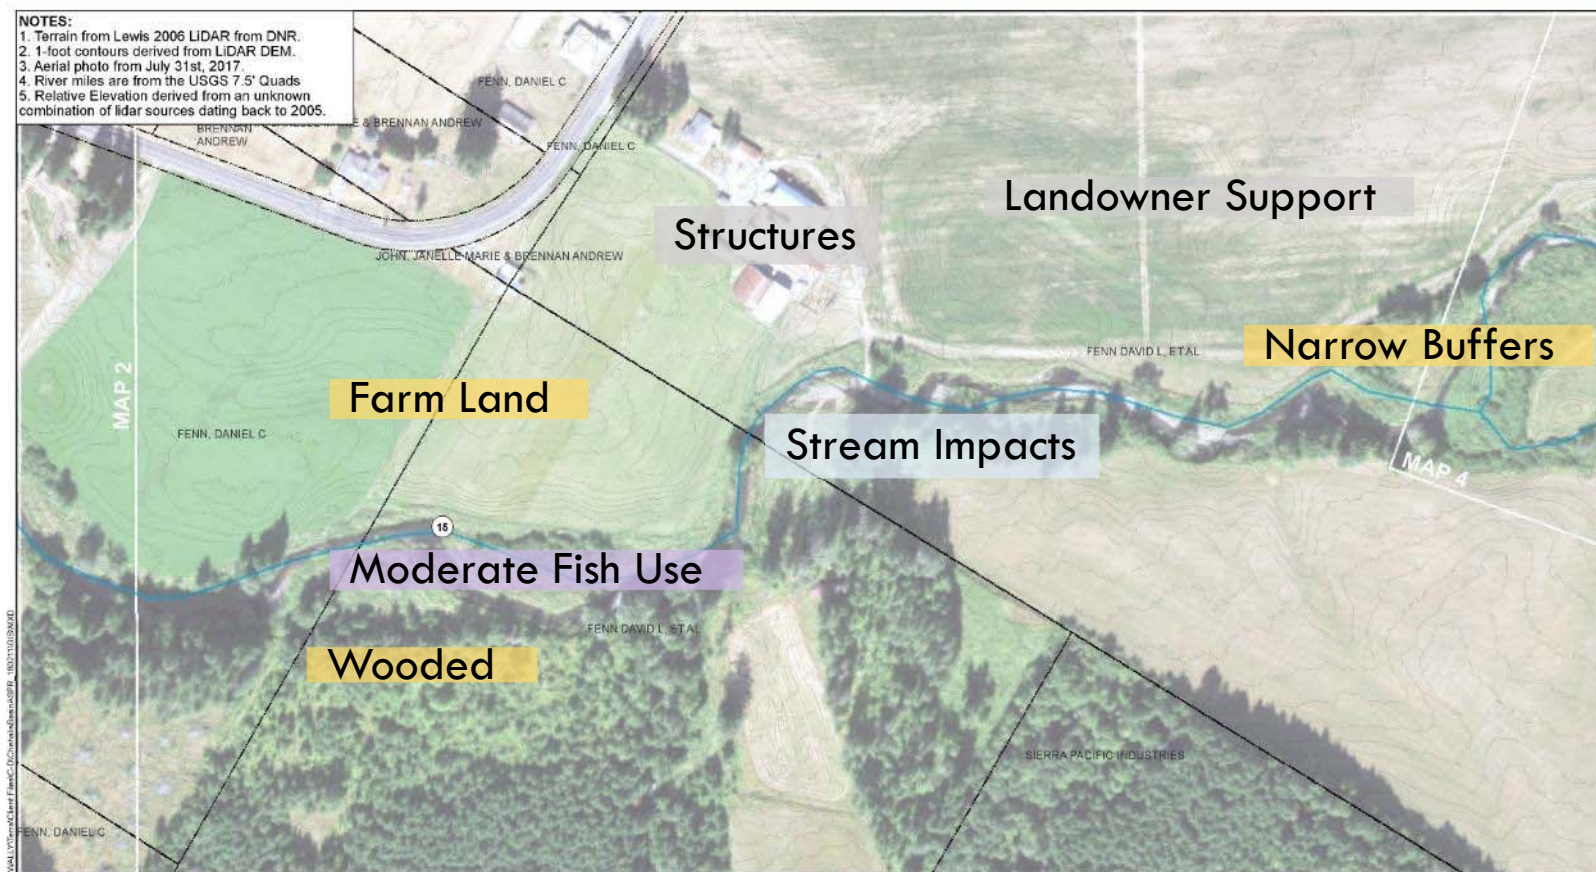 NOTES:
1. Terrain from Lewis 2006 LiDAR from DNR.
2. 1-foot contours derived from LiDAR DEM.
3. Aerial photo from July 31st, 2017.
4. River miles are from the USGS 7.5' Quads
5. Relative Elevation derived from an unknown
combination of lidar sources dating back to 2005.
FENN, DANIEL C
& BRENNAN ANDREW
BRENNAN
ANDREW
FENN, DANIEL C
Landowner Support
Structures
JOHN, JANELLE MARIE & BRENNAN ANDREW
Narrow Buffers
FENN DAVID L, ETAL
MAP 2
Farm Land
FENN, DANIEL C
Stream Impacts
MAP 4
15
Moderate Fish Use
FENN DAVID L, ETAL
Wooded
SIERRA PACIFIC INDUSTRIES
FENN, DANIEL C